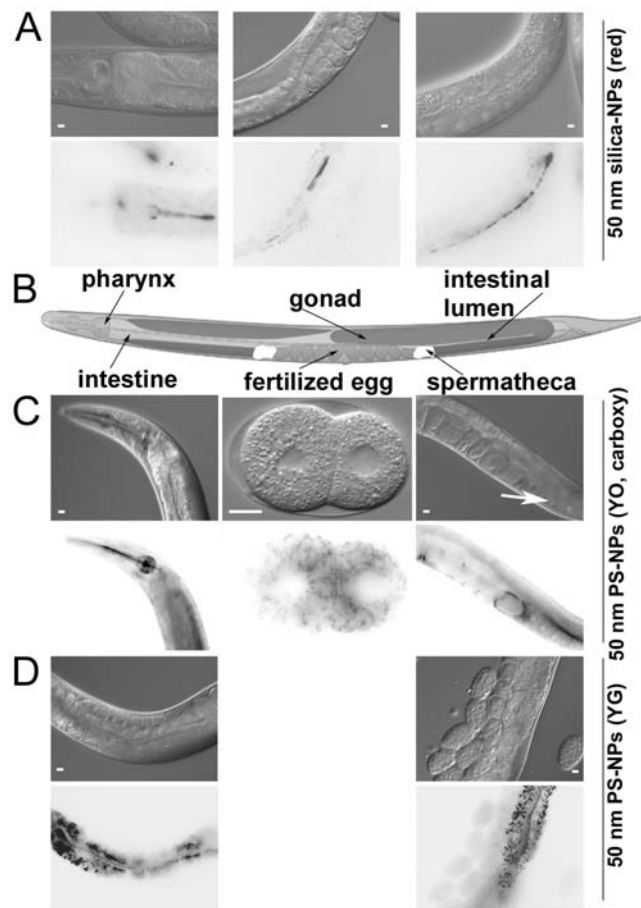 A
50 nm silica-NPs (red)
B
pharynx
gonad
intestinal
lumen
intestine
fertilized egg
spermatheca
C
50 nm PS-NPs (YO, carboxy)
D
50 nm PS-NPs (YG)